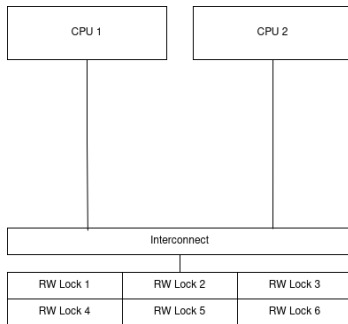 CPU 1
CPU 2
Interconnect
RW Lock 1
RW Lock 2
RW Lock 3
RW Lock 4
RW Lock 5
RW Lock 6